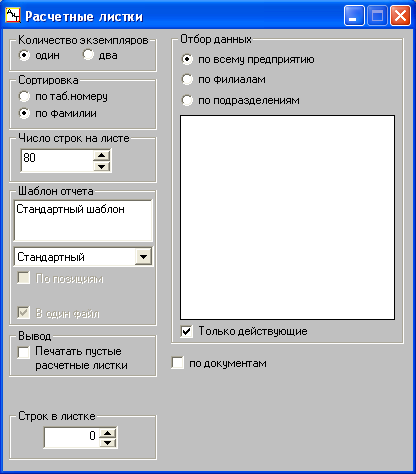 Расчетные листки
Количество экземпляров
один
два
Сортировка
по таб.номеру
по фамилии
Число строк на листе
80
Шаблон отчета
Стандартный шаблон
Стандартный
По позициям
В один файл
Вывод
Печатать пустые
расчетные листки
Строк в листке
0
Отбор данных
по всему предприятию
по филиалам
по подразделениям
Только действующие
по документам